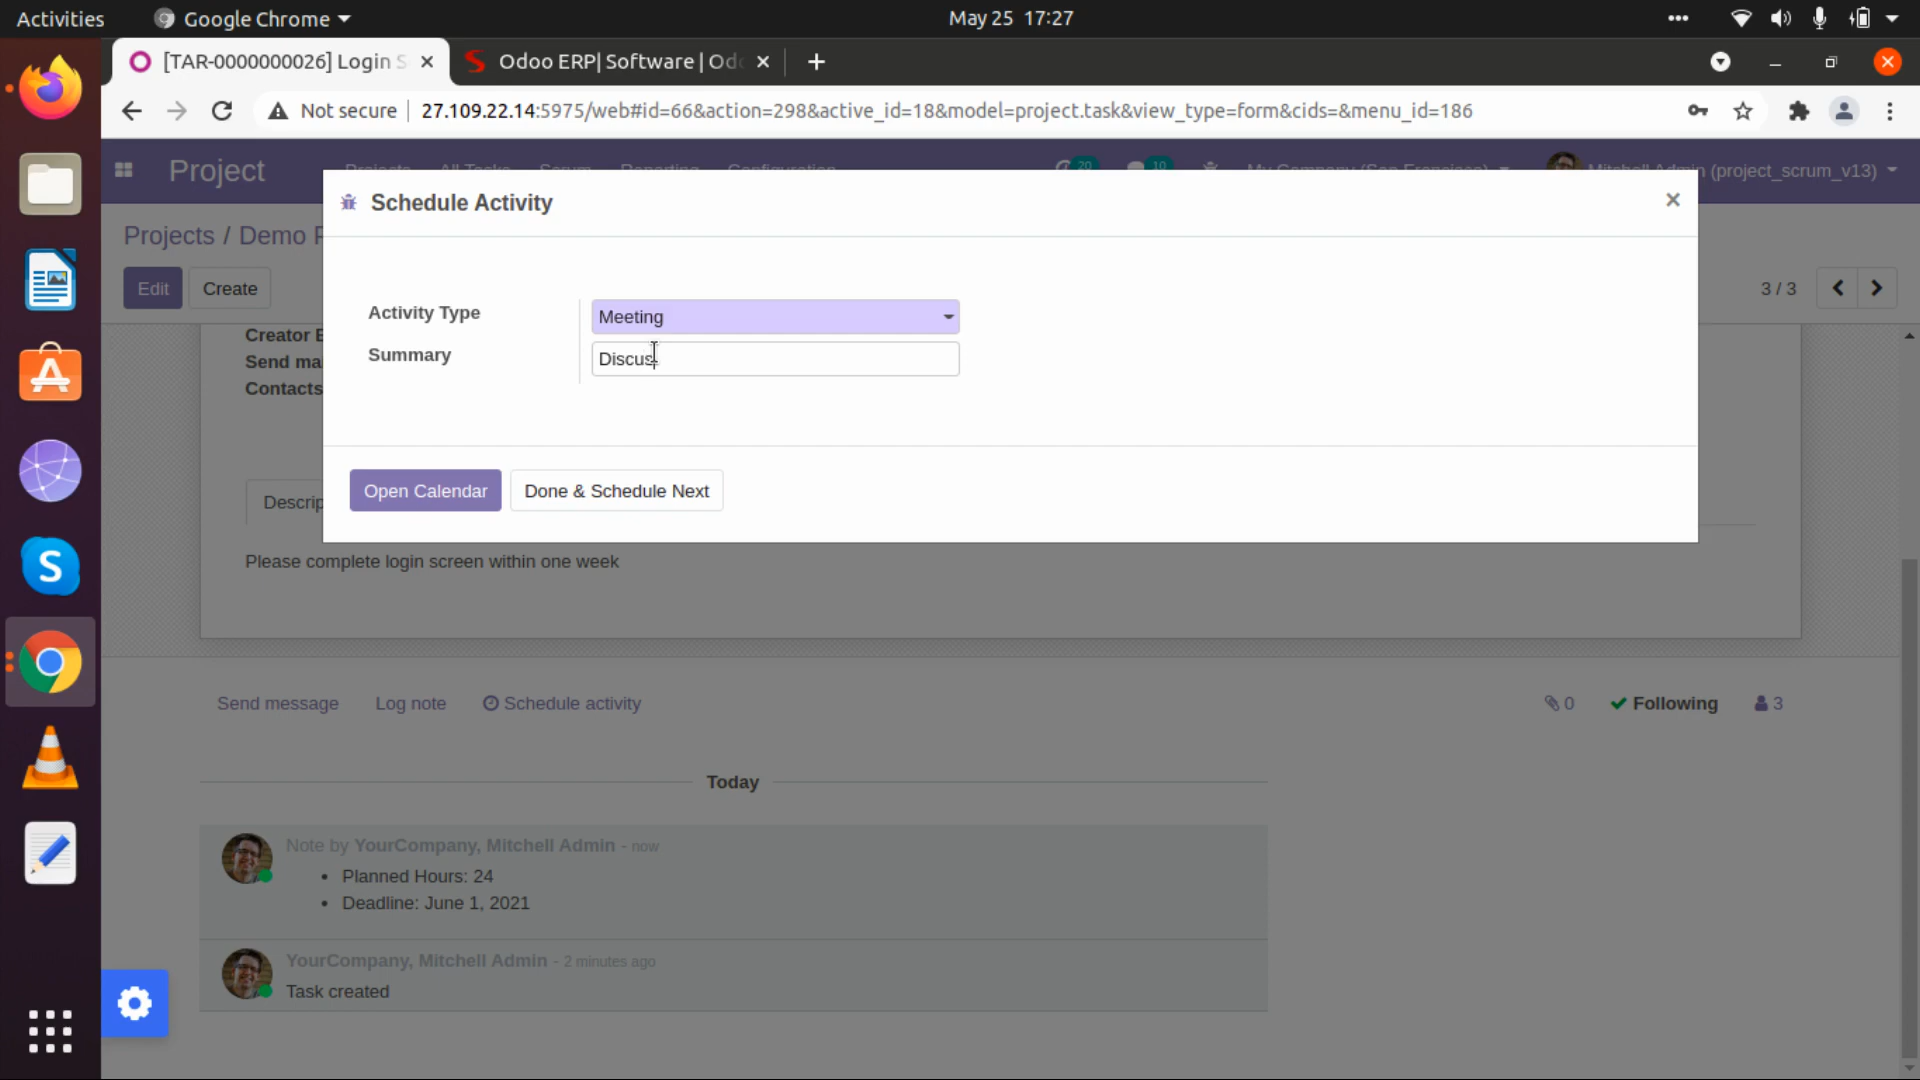 Activities
Google Chrome
May 25 17:27
[TAR-0000000026] Login S
Odoo ERP| Software | Od
Not secure
27.109.22.14:5975/web#id=66&action=298&active_id=18&model=project.task&view_type=form&cids=&menu_id=186
Project
Projects
All Tasks
Scrum
Reporting
Configuration
20
10
My Company (San Francisco)
Mitchell Admin (project_scrum_v13)
Schedule Activity
Projects / Demo P
Edit
Create
3 / 3
Activity Type
Meeting
Summary
Discus
Creator E
Send mai
Contacts
Open Calendar
Done & Schedule Next
Descrip
Please complete login screen within one week
Send message
Log note
Schedule activity
0
Following
3
Today
Note by YourCompany, Mitchell Admin - now
• Planned Hours: 24
• Deadline: June 1, 2021
YourCompany, Mitchell Admin - 2 minutes ago
Task created